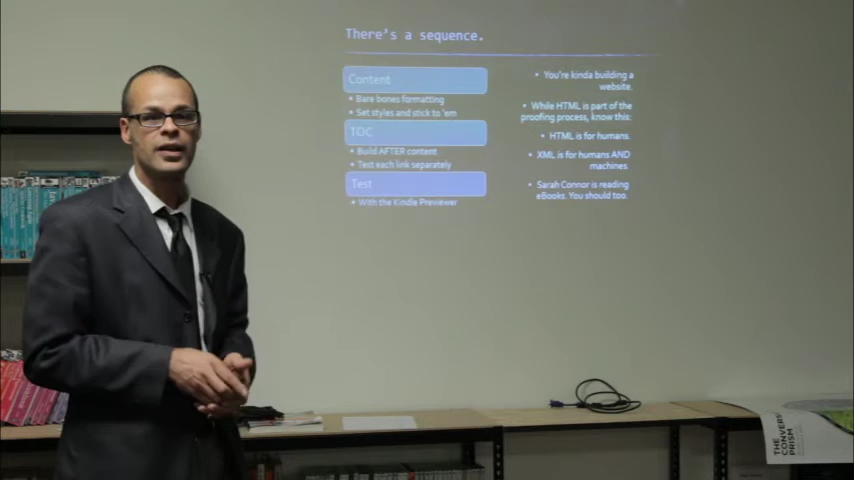 There's a sequence.
Content
• Bare bones formatting
• Set styles and stick to 'em
TOC
• Build AFTER content
• Test each link separately
Test
• With the Kindle Previewer
• You're kinda building a
website.
• While HTML is part of the
proofing process, know this:
• HTML is for humans.
• XML is for humans AND
machines.
• Sarah Connor is reading
eBooks. You should too.
THE
CONVERS
PRISM